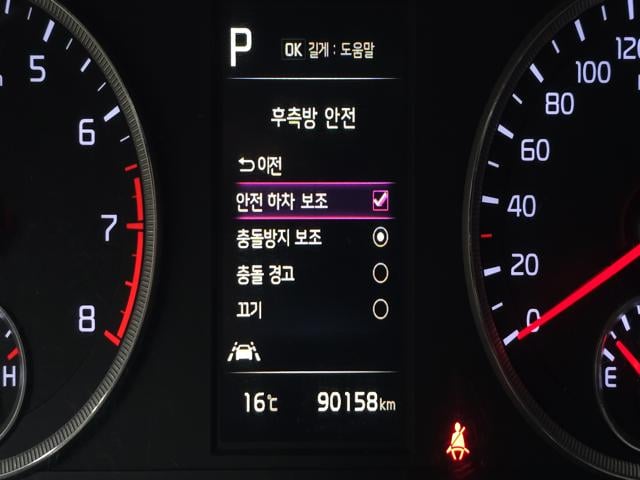 P OK 길게 : 도움말
후측방 안전
이전
안전 하차 보조
충돌방지 보조
충돌 경고
끄기
16℃ 90158km
5
6
7
8
H
120
100
80
60
40
20
0
E